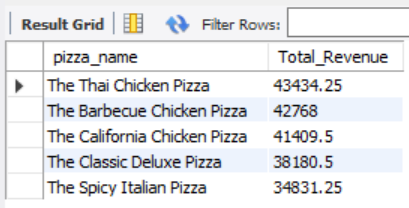 Result Grid Filter Rows:
pizza_name Total_Revenue
The Thai Chicken Pizza 43434.25
The Barbecue Chicken Pizza 42768
The California Chicken Pizza 41409.5
The Classic Deluxe Pizza 38180.5
The Spicy Italian Pizza 34831.25